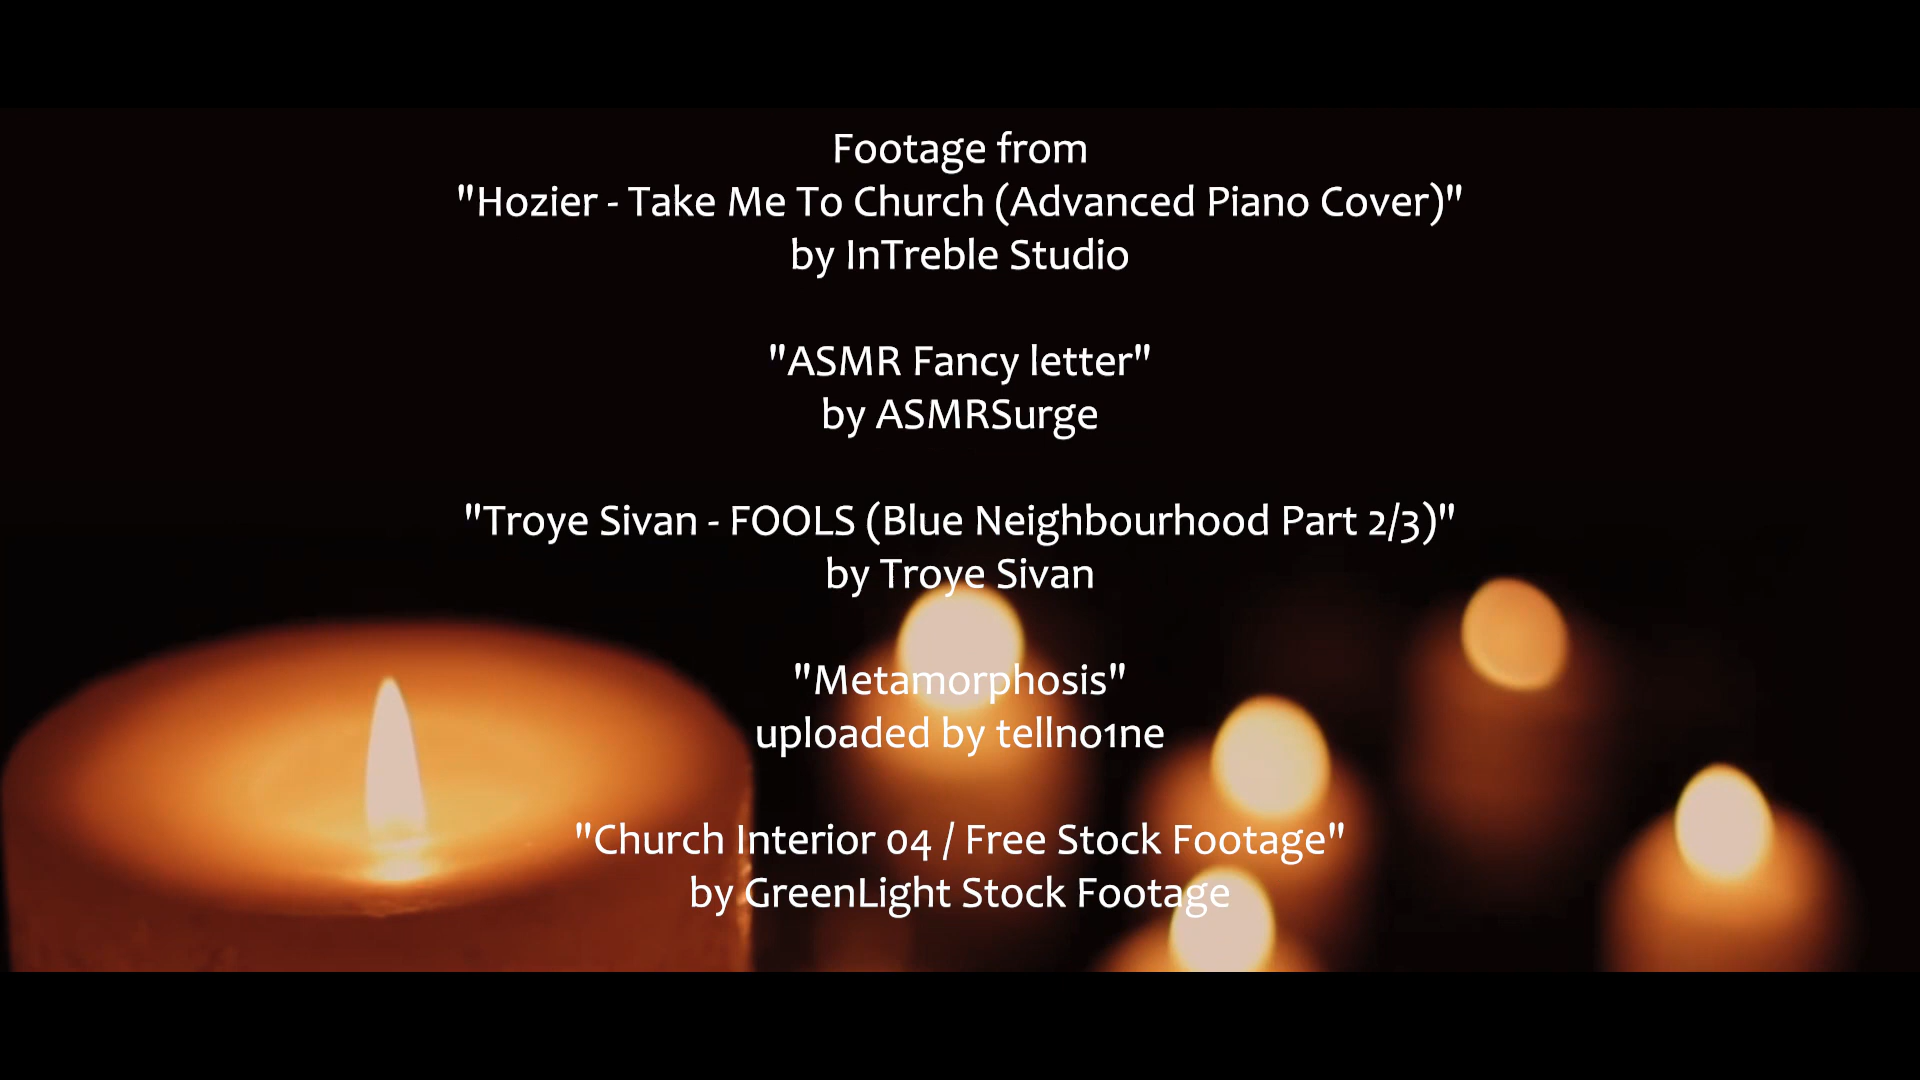 Footage from
"Hozier - Take Me To Church (Advanced Piano Cover)"
by InTreble Studio
"ASMR Fancy letter"
by ASMRSurge
"Troye Sivan - FOOLS (Blue Neighbourhood Part 2/3)"
by Troye Sivan
"Metamorphosis"
uploaded by tellno1ne
"Church Interior 04 / Free Stock Footage"
by GreenLight Stock Footage